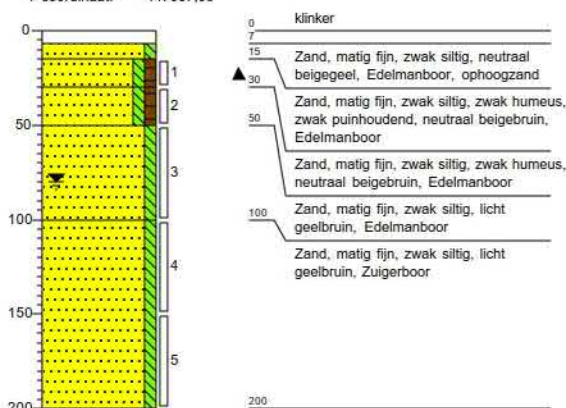 0
50
100
150
200
1
2
3
4
5
0
klinker
7
15
Zand, matig fijn, zwak siltig, neutraal
beigegeel, Edelmanboor, ophoogzand
30
Zand, matig fijn, zwak siltig, zwak humeus,
zwak puinhoudend, neutraal beigebruin,
Edelmanboor
50
Zand, matig fijn, zwak siltig, zwak humeus,
neutraal beigebruin, Edelmanboor
100
Zand, matig fijn, zwak siltig, licht
geelbruin, Edelmanboor
Zand, matig fijn, zwak siltig, licht
geelbruin, Zuigerboor
200